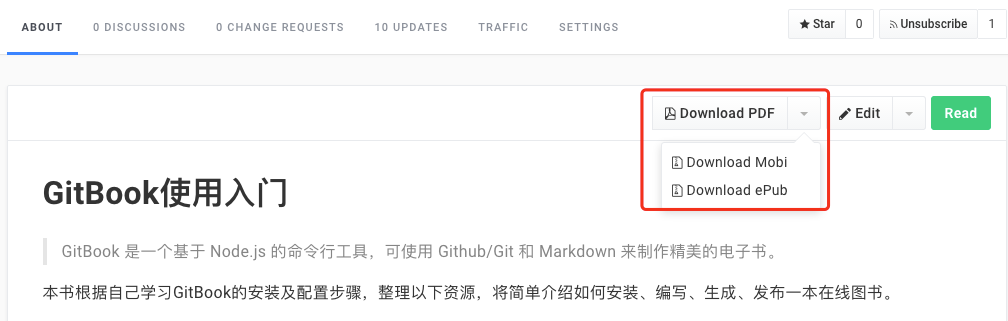 ABOUT 0 DISCUSSIONS 0 CHANGE REQUESTS 10 UPDATES TRAFFIC SETTINGS Star 0 Unsubscribe 1
Download PDF Edit Read
Download Mobi
Download ePub
GitBook使用入门
GitBook 是一个基于 Node.js 的命令行工具，可使用 Github/Git 和 Markdown 来制作精美的电子书。
本书根据自己学习GitBook的安装及配置步骤，整理以下资源，将简单介绍如何安装、编写、生成、发布一本在线图书。